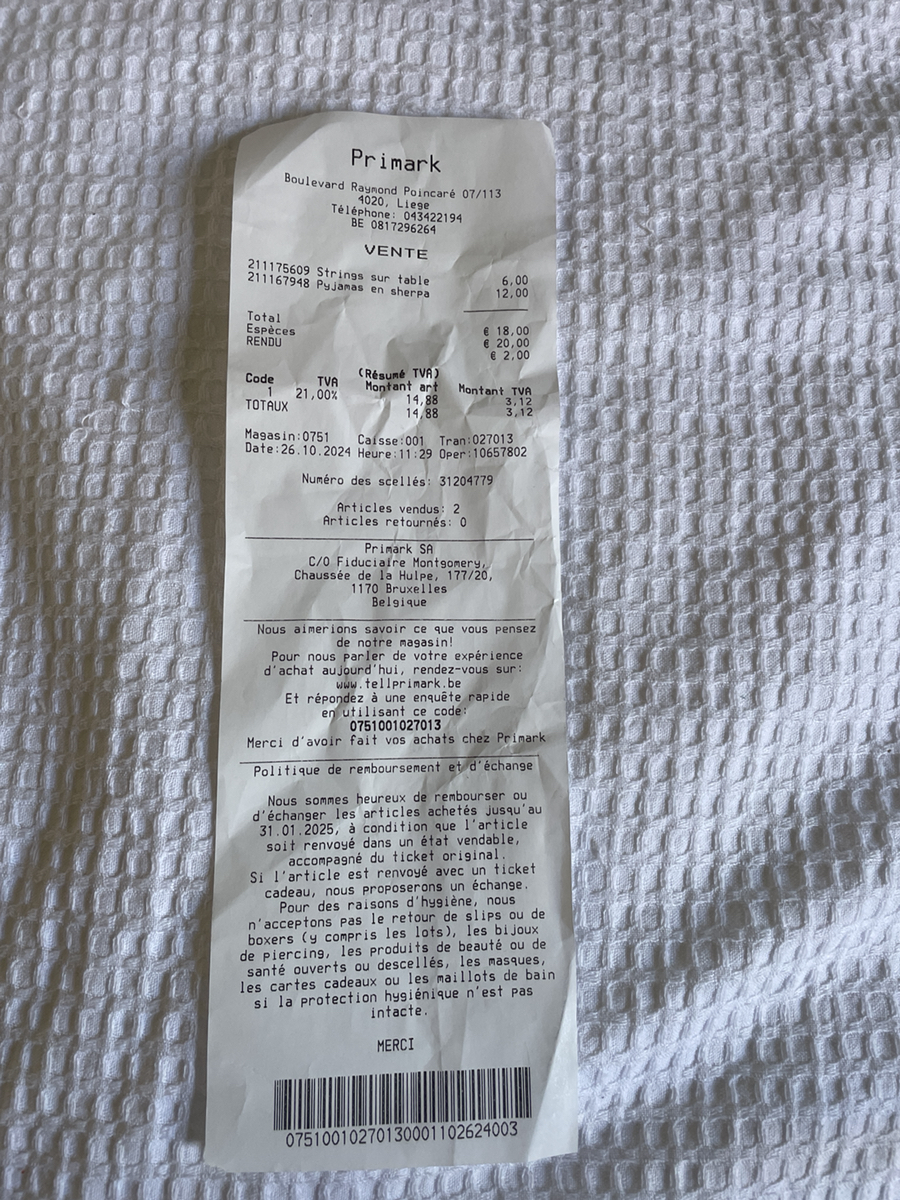 Primark
Boulevard Raymond Poincaré 07/113
4020, Liege
Téléphone: 043422194
BE 0817296264
VENTE
211175609 Strings sur table 6,00
211167948 Pyjamas en sherpa 12,00
Total € 18,00
Espèces € 20,00
RENDU € 2,00
(Résumé TVA)
Code TVA Montant art Montant TVA
1 21,00% 14,88 3,12
TOTAUX 14,88 3,12
Magasin:0751 Caisse:001 Tran:027013
Date:26.10.2024 Heure:11:29 Oper:10657802
Numéro des scellés: 31204779
Articles vendus: 2
Articles retournés: 0
Primark SA
C/O Fiduciaire Montgomery,
Chaussée de la Hulpe, 177/20,
1170 Bruxelles
Belgique
Nous aimerions savoir ce que vous pensez
de notre magasin!
Pour nous parler de votre expérience
d'achat aujourd'hui, rendez-vous sur:
www.tellprimark.be
Et répondez à une enquête rapide
en utilisant ce code:
0751001027013
Merci d'avoir fait vos achats chez Primark
Politique de remboursement et d'échange
Nous sommes heureux de rembourser ou
d'échanger les articles achetés jusqu'au
31.01.2025, à condition que l'article
soit renvoyé dans un état vendable,
accompagné du ticket original.
Si l'article est renvoyé avec un ticket
cadeau, nous proposerons un échange.
Pour des raisons d'hygiène, nous
n'acceptons pas le retour de slips ou de
boxers (y compris les lots), les bijoux
de piercing, les produits de beauté ou de
santé ouverts ou descellés, les masques,
les cartes cadeaux ou les maillots de bain
si la protection hygiénique n'est pas
intacte.
MERCI
0751001027013000110262400​3